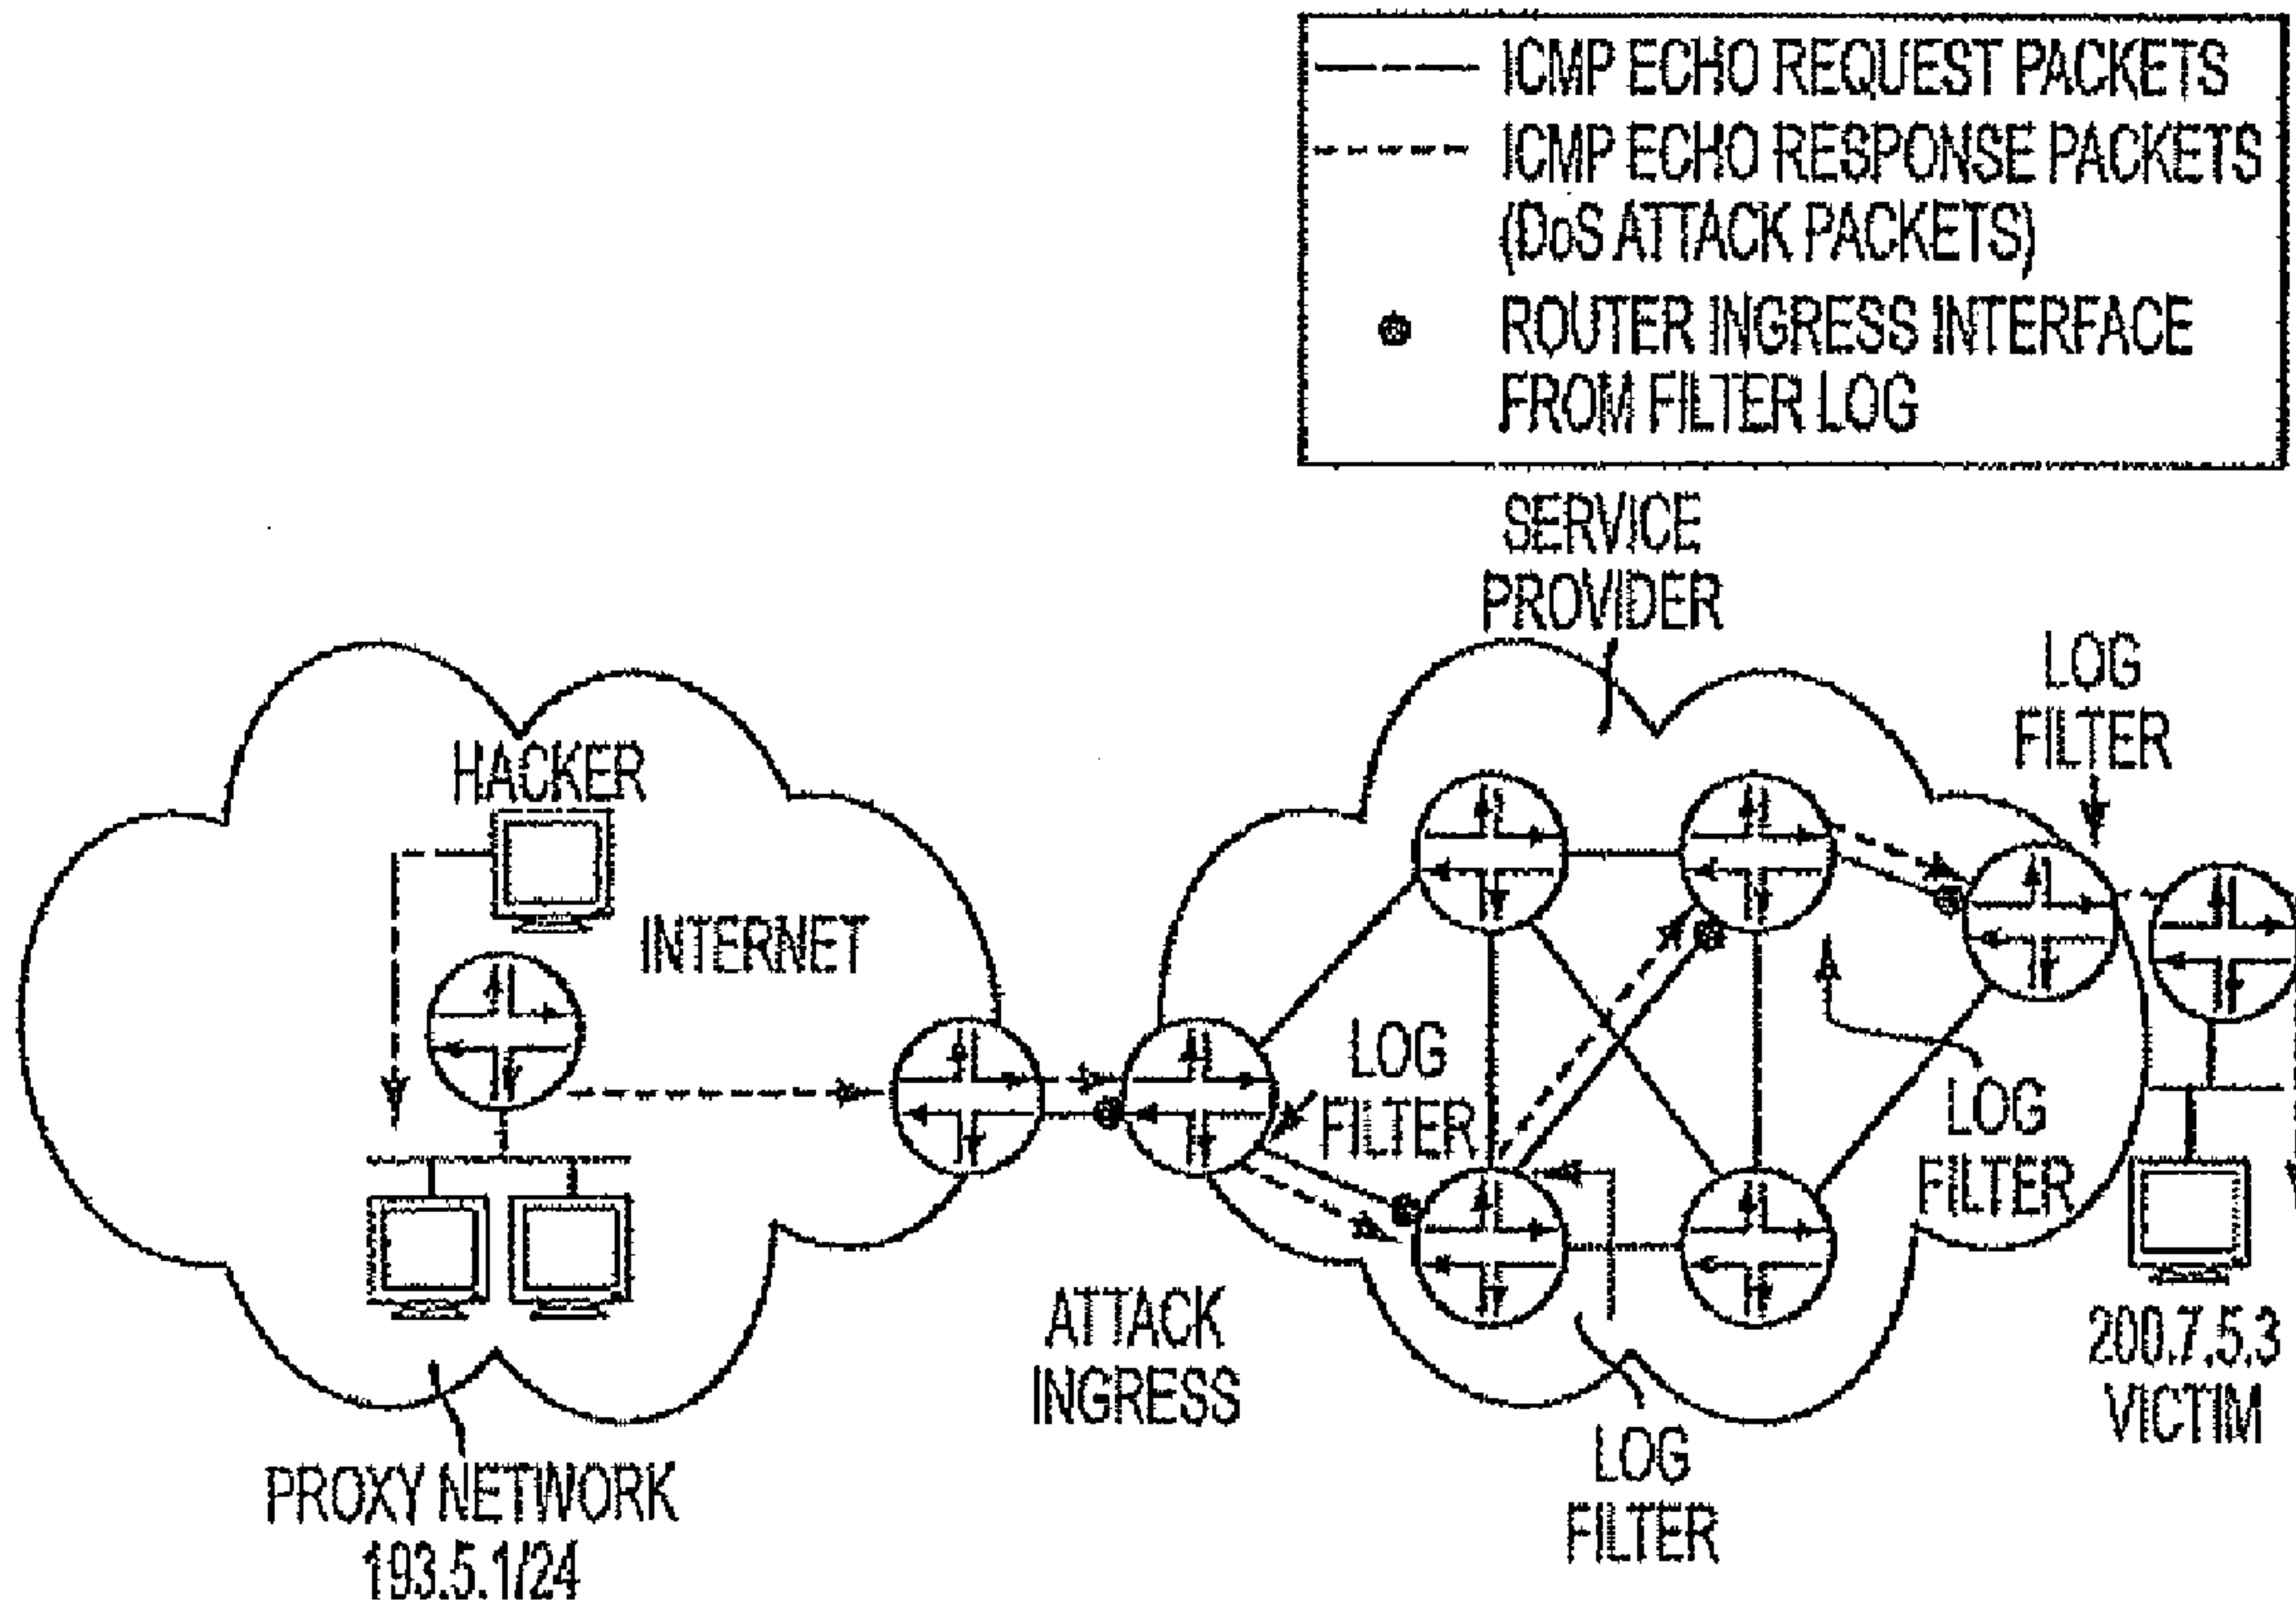 ICMP ECHO REQUEST PACKETS
ICMP ECHO RESPONSE PACKETS
(DoS ATTACK PACKETS)
ROUTER INGRESS INTERFACE
FROM FILTER LOG
SERVICE
PROVIDER
LOG
FILTER
HACKER
INTERNET
LOG
FILTER
LOG
FILTER
ATTACK
INGRESS
200.7.5.3
VICTIM
LOG
FILTER
PROXY NETWORK
193.5.1/24